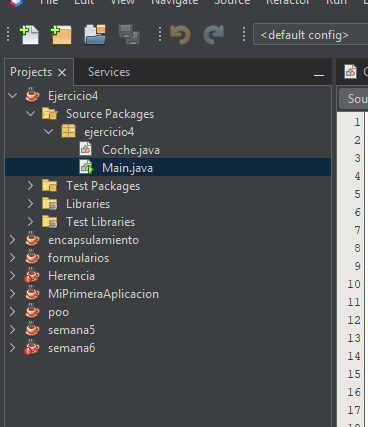 File Edit View Navigate Source Refactor Run
<default config>
Projects Services
Ejercicio4
Source Packages
ejercicio4
Coche.java
Main.java
Test Packages
Libraries
Test Libraries
encapsulamiento
formularios
Herencia
MiPrimeraAplicacion
poo
semana5
semana6
Sou
1
2
3
4
5
6
7
8
9
10
11
12
13
14
15
16
17